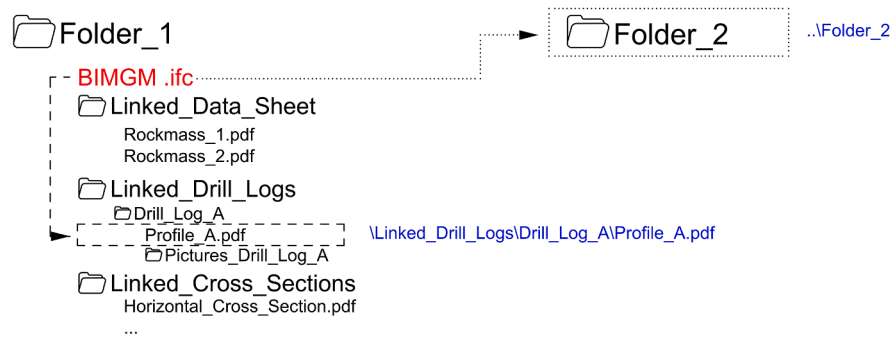 Folder_1
Folder_2
..\Folder_2
BIMGM .ifc
Linked_Data_Sheet
Rockmass_1.pdf
Rockmass_2.pdf
Linked_Drill_Logs
Drill_Log_A
Profile_A.pdf
\Linked_Drill_Logs\Drill_Log_A\Profile_A.pdf
Pictures_Drill_Log_A
Linked_Cross_Sections
Horizontal_Cross_Section.pdf
...